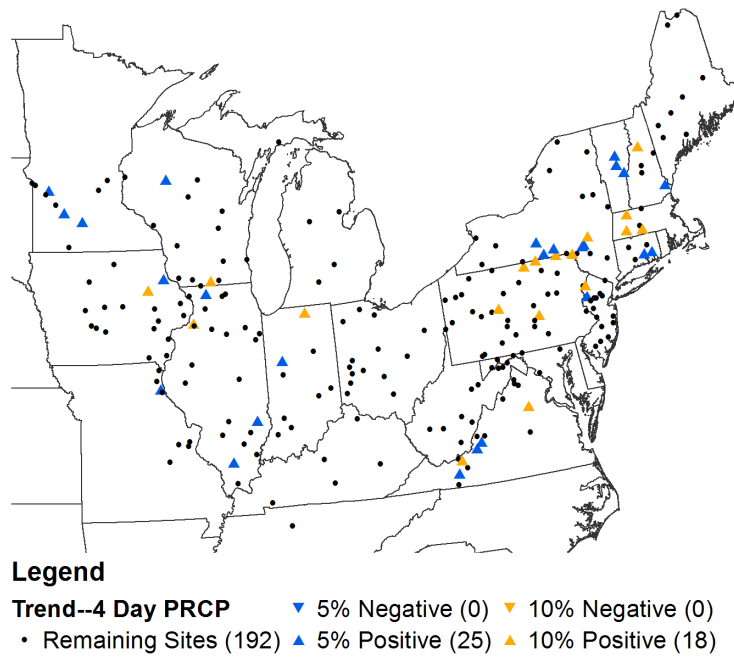 Legend
Trend--4 Day PRCP ▼ 5% Negative (0) ▼ 10% Negative (0)
• Remaining Sites (192) ▲ 5% Positive (25) ▲ 10% Positive (18)